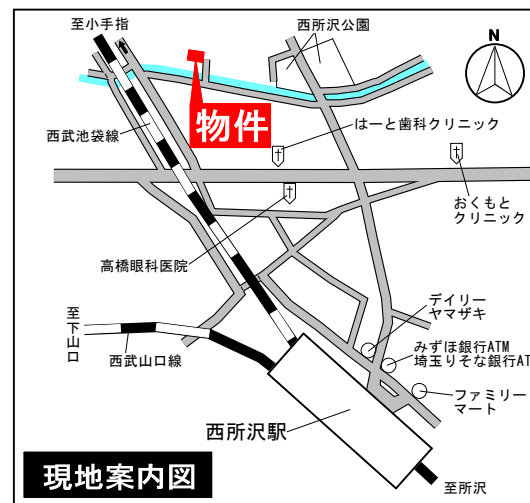 至小手指
西所沢公園
N
物件
西武池袋線
はーと歯科クリニック
おくもと
クリニック
高橋眼科医院
至下山口
西武山口線
デイリー
ヤマザキ
みずほ銀行ATM
埼玉りそな銀行AT
ファミリー
マート
西所沢駅
現地案内図
至所沢